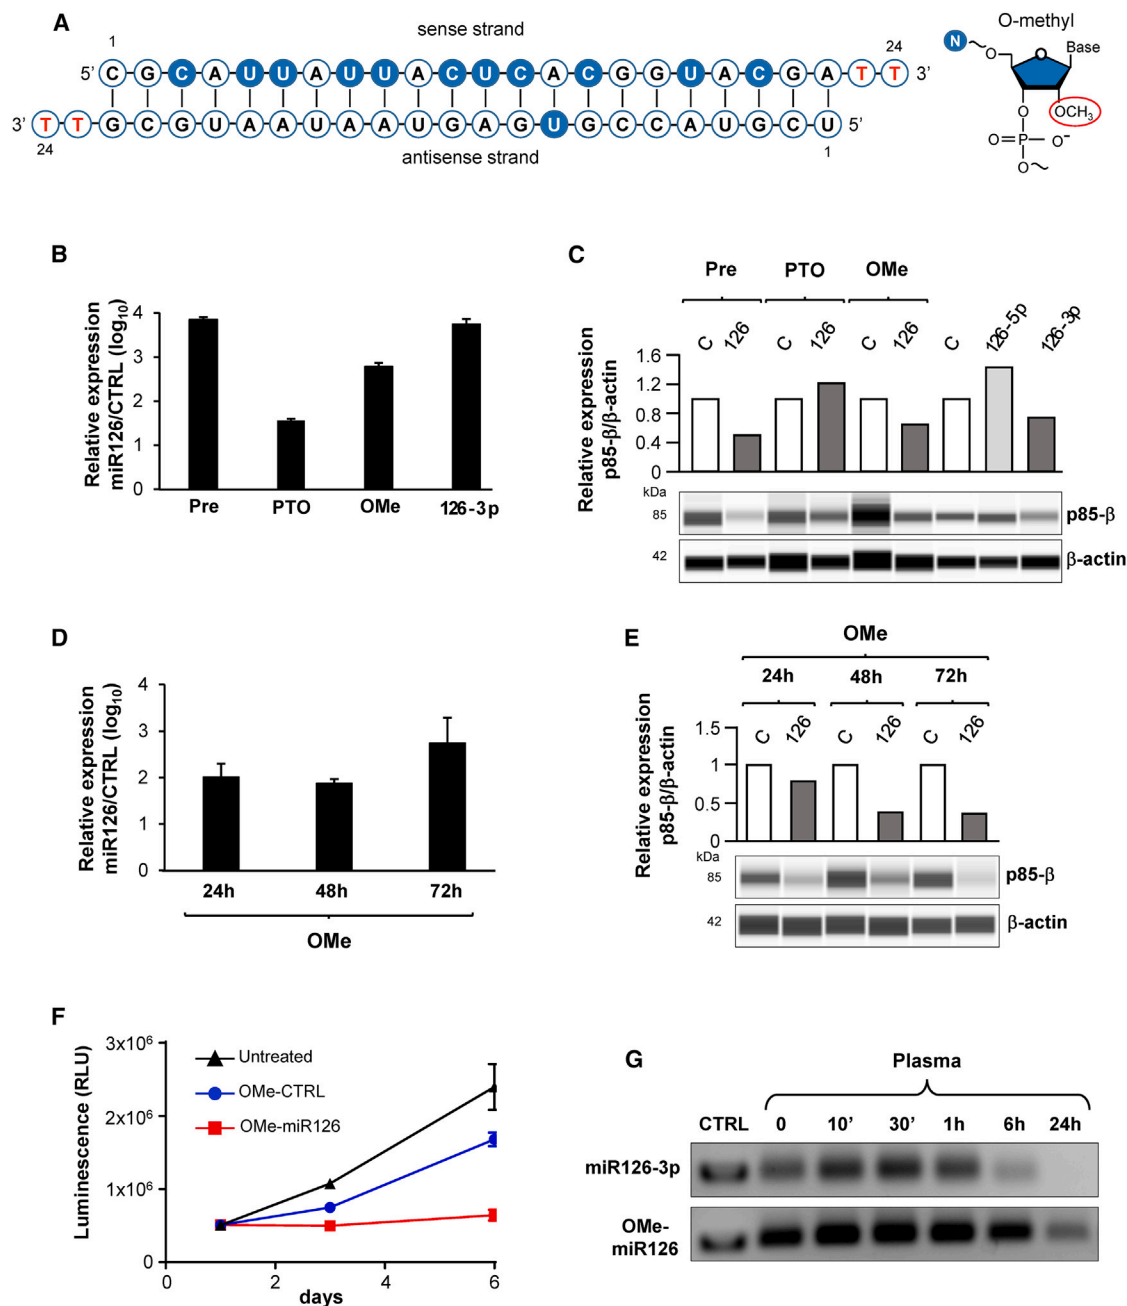 A
sense strand
O-methyl
1
24
5' C G C A U U A U U A C U C A C G G U A C G A T T 3'
3' T T G C G U A A U A A U G A G U G C C A U G C U 5'
24
1
antisense strand
N
O
O
Base
O
OCH3
O=P-O-
O
B
Relative expression
miR126/CTRL (log10)
4
3
2
1
0
Pre PTO OMe 126-3p
C
Pre PTO OMe
C 126 C 126 C 126 C 126-5p 126-3p
Relative expression
p85-β/β-actin
1.6
1.2
0.8
0.4
0
kDa
85
p85-β
42
β-actin
D
Relative expression
miR126/CTRL (log10)
4
3
2
1
0
24h 48h 72h
OMe
E
OMe
24h 48h 72h
C 126 C 126 C 126
Relative expression
p85-β/β-actin
1.5
1
0.5
0
kDa
85
p85-β
42
β-actin
F
Luminescence (RLU)
3x10⁶
2x10⁶
1x10⁶
0
Untreated
OMe-CTRL
OMe-miR126
0 2 4 6
days
G
Plasma
CTRL 0 10' 30' 1h 6h 24h
miR126-3p
OMe-
miR126